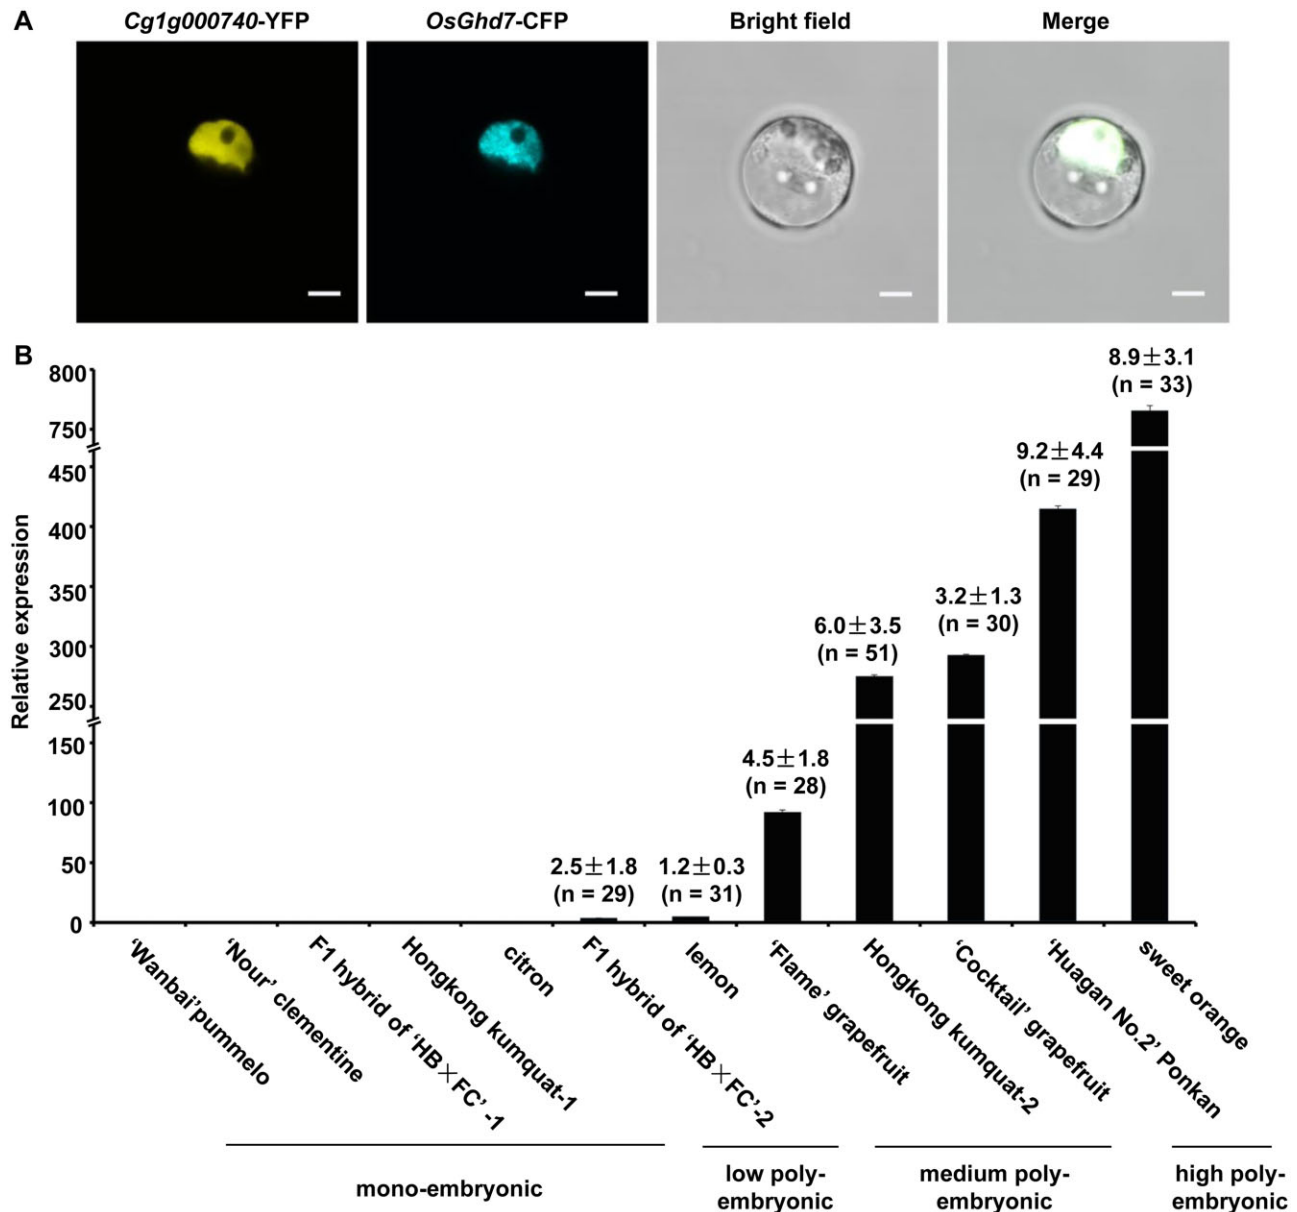 A
Cg1g000740-YFP
OsGhd7-CFP
Bright field
Merge
B
Relative expression
800
750
450
400
350
300
250
150
100
50
0
2.5±1.8
(n = 29)
1.2±0.3
(n = 31)
4.5±1.8
(n = 28)
6.0±3.5
(n = 51)
3.2±1.3
(n = 30)
9.2±4.4
(n = 29)
8.9±3.1
(n = 33)
‘Wanbai’pummelo
‘Nour’ clementine
F1 hybrid of ‘HB×FC’ -1
Hongkong kumquat-1
citron
F1 hybrid of ‘HB×FC’-2
lemon
‘Flame’ grapefruit
Hongkong kumquat-2
‘Cocktail’ grapefruit
‘Huagan No.2’ Ponkan
sweet orange
mono-embryonic
low poly-
embryonic
medium poly-
embryonic
high poly-
embryonic